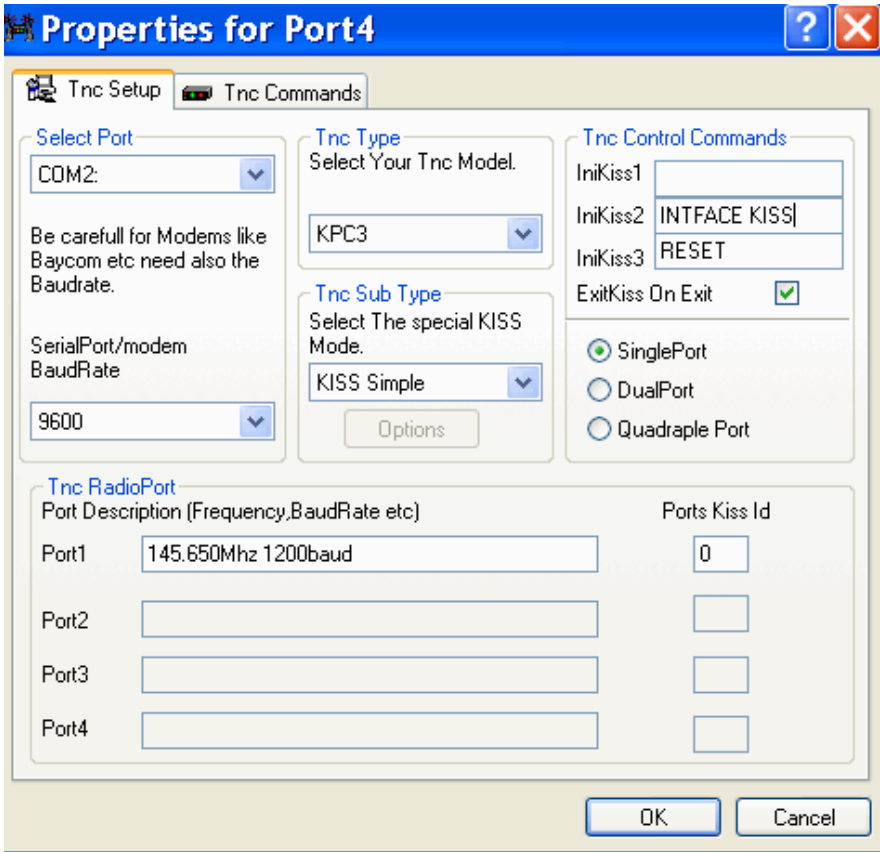 Properties for Port4
Tnc Setup
Tnc Commands
Select Port
COM2:
Be carefull for Modems like
Baycom etc need also the
Baudrate.
SerialPort/modem
BaudRate
9600
Tnc Type
Select Your Tnc Model.
KPC3
Tnc Sub Type
Select The special KISS
Mode.
KISS Simple
Options
Tnc Control Commands
IniKiss1
IniKiss2 INTFACE KISS
IniKiss3 RESET
ExitKiss On Exit
SinglePort
DualPort
Quadraple Port
Tnc RadioPort
Port Description (Frequency,BaudRate etc) Ports Kiss Id
Port1 145.650Mhz 1200baud 0
Port2
Port3
Port4
OK Cancel